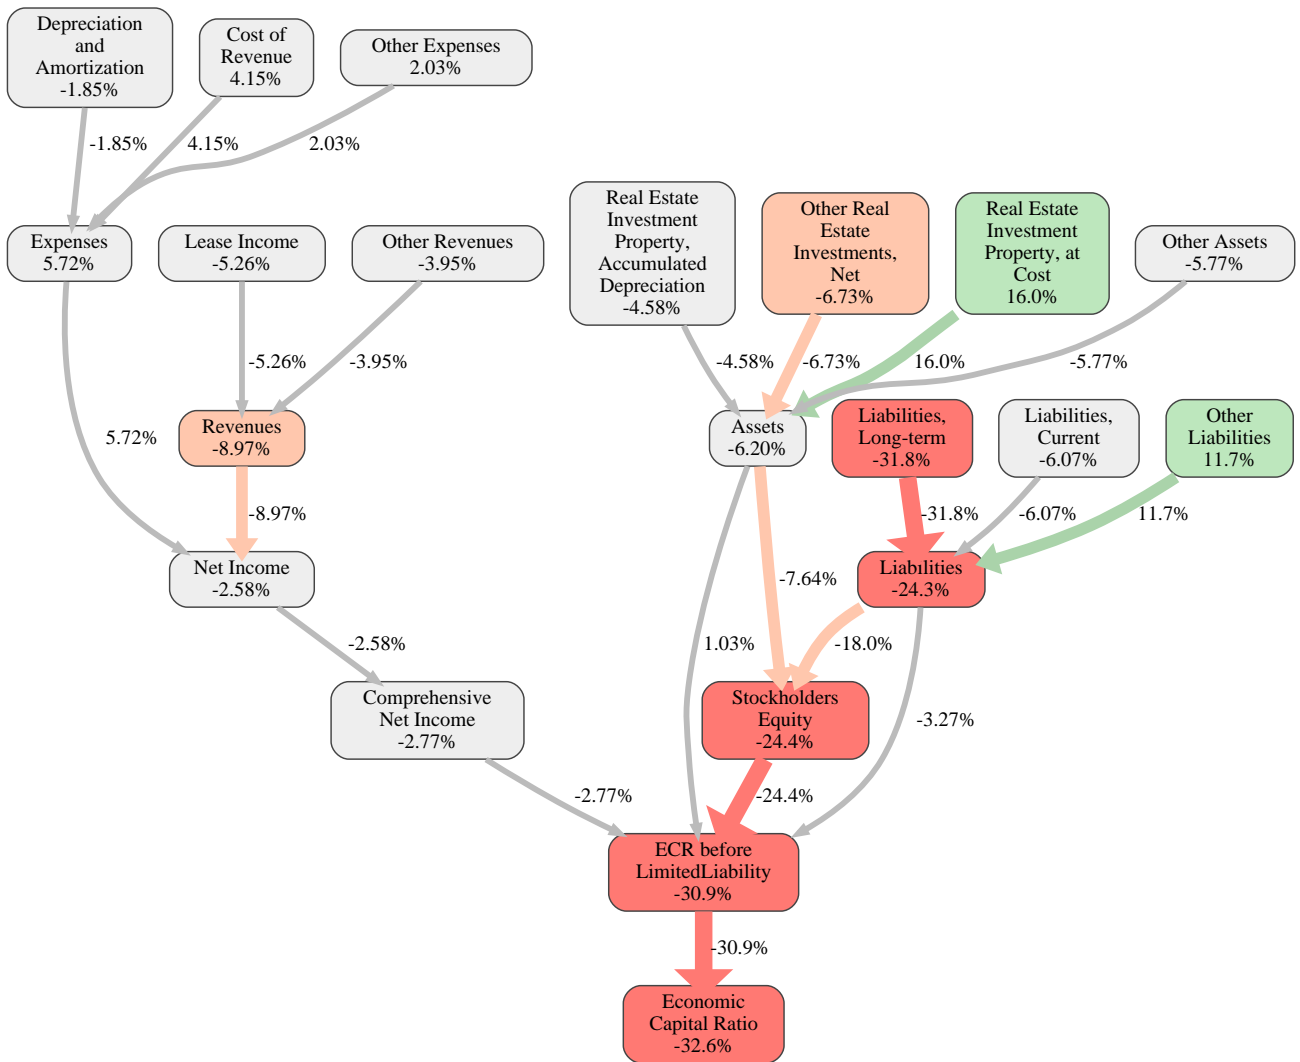 Depreciation
and
Amortization
-1.85%
Cost of
Revenue
4.15%
Other Expenses
2.03%
-1.85%
4.15%
2.03%
Expenses
5.72%
Lease Income
-5.26%
Other Revenues
-3.95%
Real Estate
Investment
Property,
Accumulated
Depreciation
-4.58%
Other Real
Estate
Investments,
Net
-6.73%
Real Estate
Investment
Property, at
Cost
16.0%
Other Assets
-5.77%
-5.26%
-3.95%
-4.58%
-6.73%
16.0%
-5.77%
5.72%
Revenues
-8.97%
Assets
-6.20%
Liabilities,
Long-term
-31.8%
Liabilities,
Current
-6.07%
Other
Liabilities
11.7%
-8.97%
-31.8%
-6.07%
11.7%
Net Income
-2.58%
-7.64%
Liabilities
-24.3%
-2.58%
1.03%
-18.0%
Comprehensive
Net Income
-2.77%
Stockholders
Equity
-24.4%
-3.27%
-2.77%
-24.4%
ECR before
LimitedLiability
-30.9%
-30.9%
Economic
Capital Ratio
-32.6%